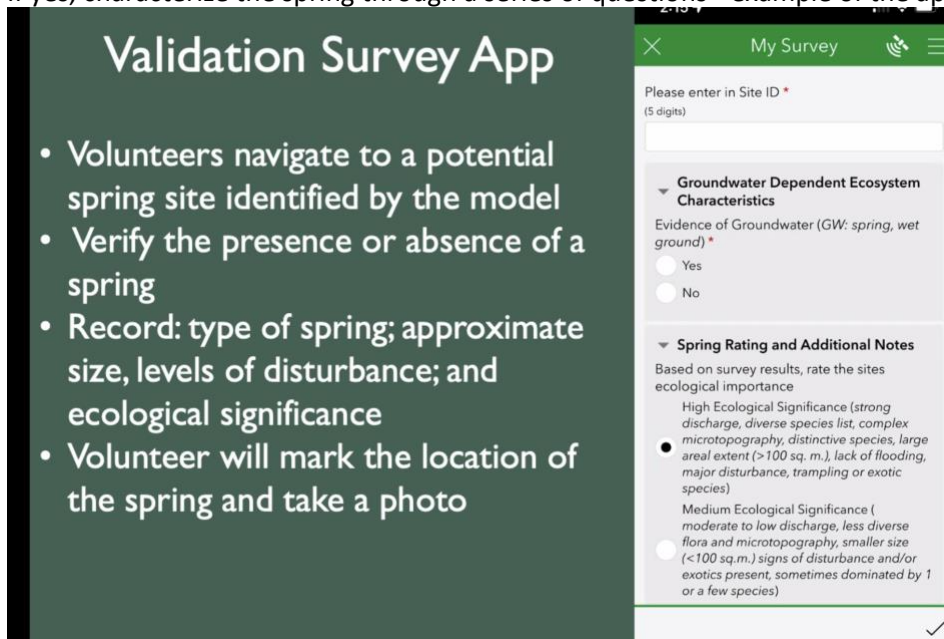 Validation Survey App
• Volunteers navigate to a potential
spring site identified by the model
• Verify the presence or absence of a
spring
• Record: type of spring; approximate
size, levels of disturbance; and
ecological significance
• Volunteer will mark the location of
the spring and take a photo
My Survey
Please enter in Site ID *
(5 digits)
Groundwater Dependent Ecosystem
Characteristics
Evidence of Groundwater (GW: spring, wet
ground) *
Yes
No
Spring Rating and Additional Notes
Based on survey results, rate the sites
ecological importance
High Ecological Significance (strong
discharge, diverse species list, complex
microtopography, distinctive species, large
areal extent (>100 sq. m.), lack of flooding,
major disturbance, trampling or exotic
species)
Medium Ecological Significance (
moderate to low discharge, less diverse
flora and microtopography, smaller size
(<100 sq.m.) signs of disturbance and/or
exotics present, sometimes dominated by 1
or a few species)